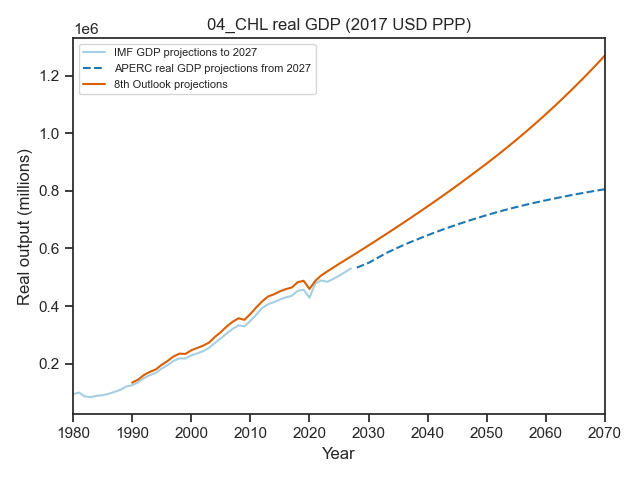 04_CHL real GDP (2017 USD PPP)
1e6
IMF GDP projections to 2027
APERC real GDP projections from 2027
8th Outlook projections
1.2
1.0
0.8
0.6
0.4
0.2
Real output (millions)
1980 1990 2000 2010 2020 2030 2040 2050 2060 2070
Year